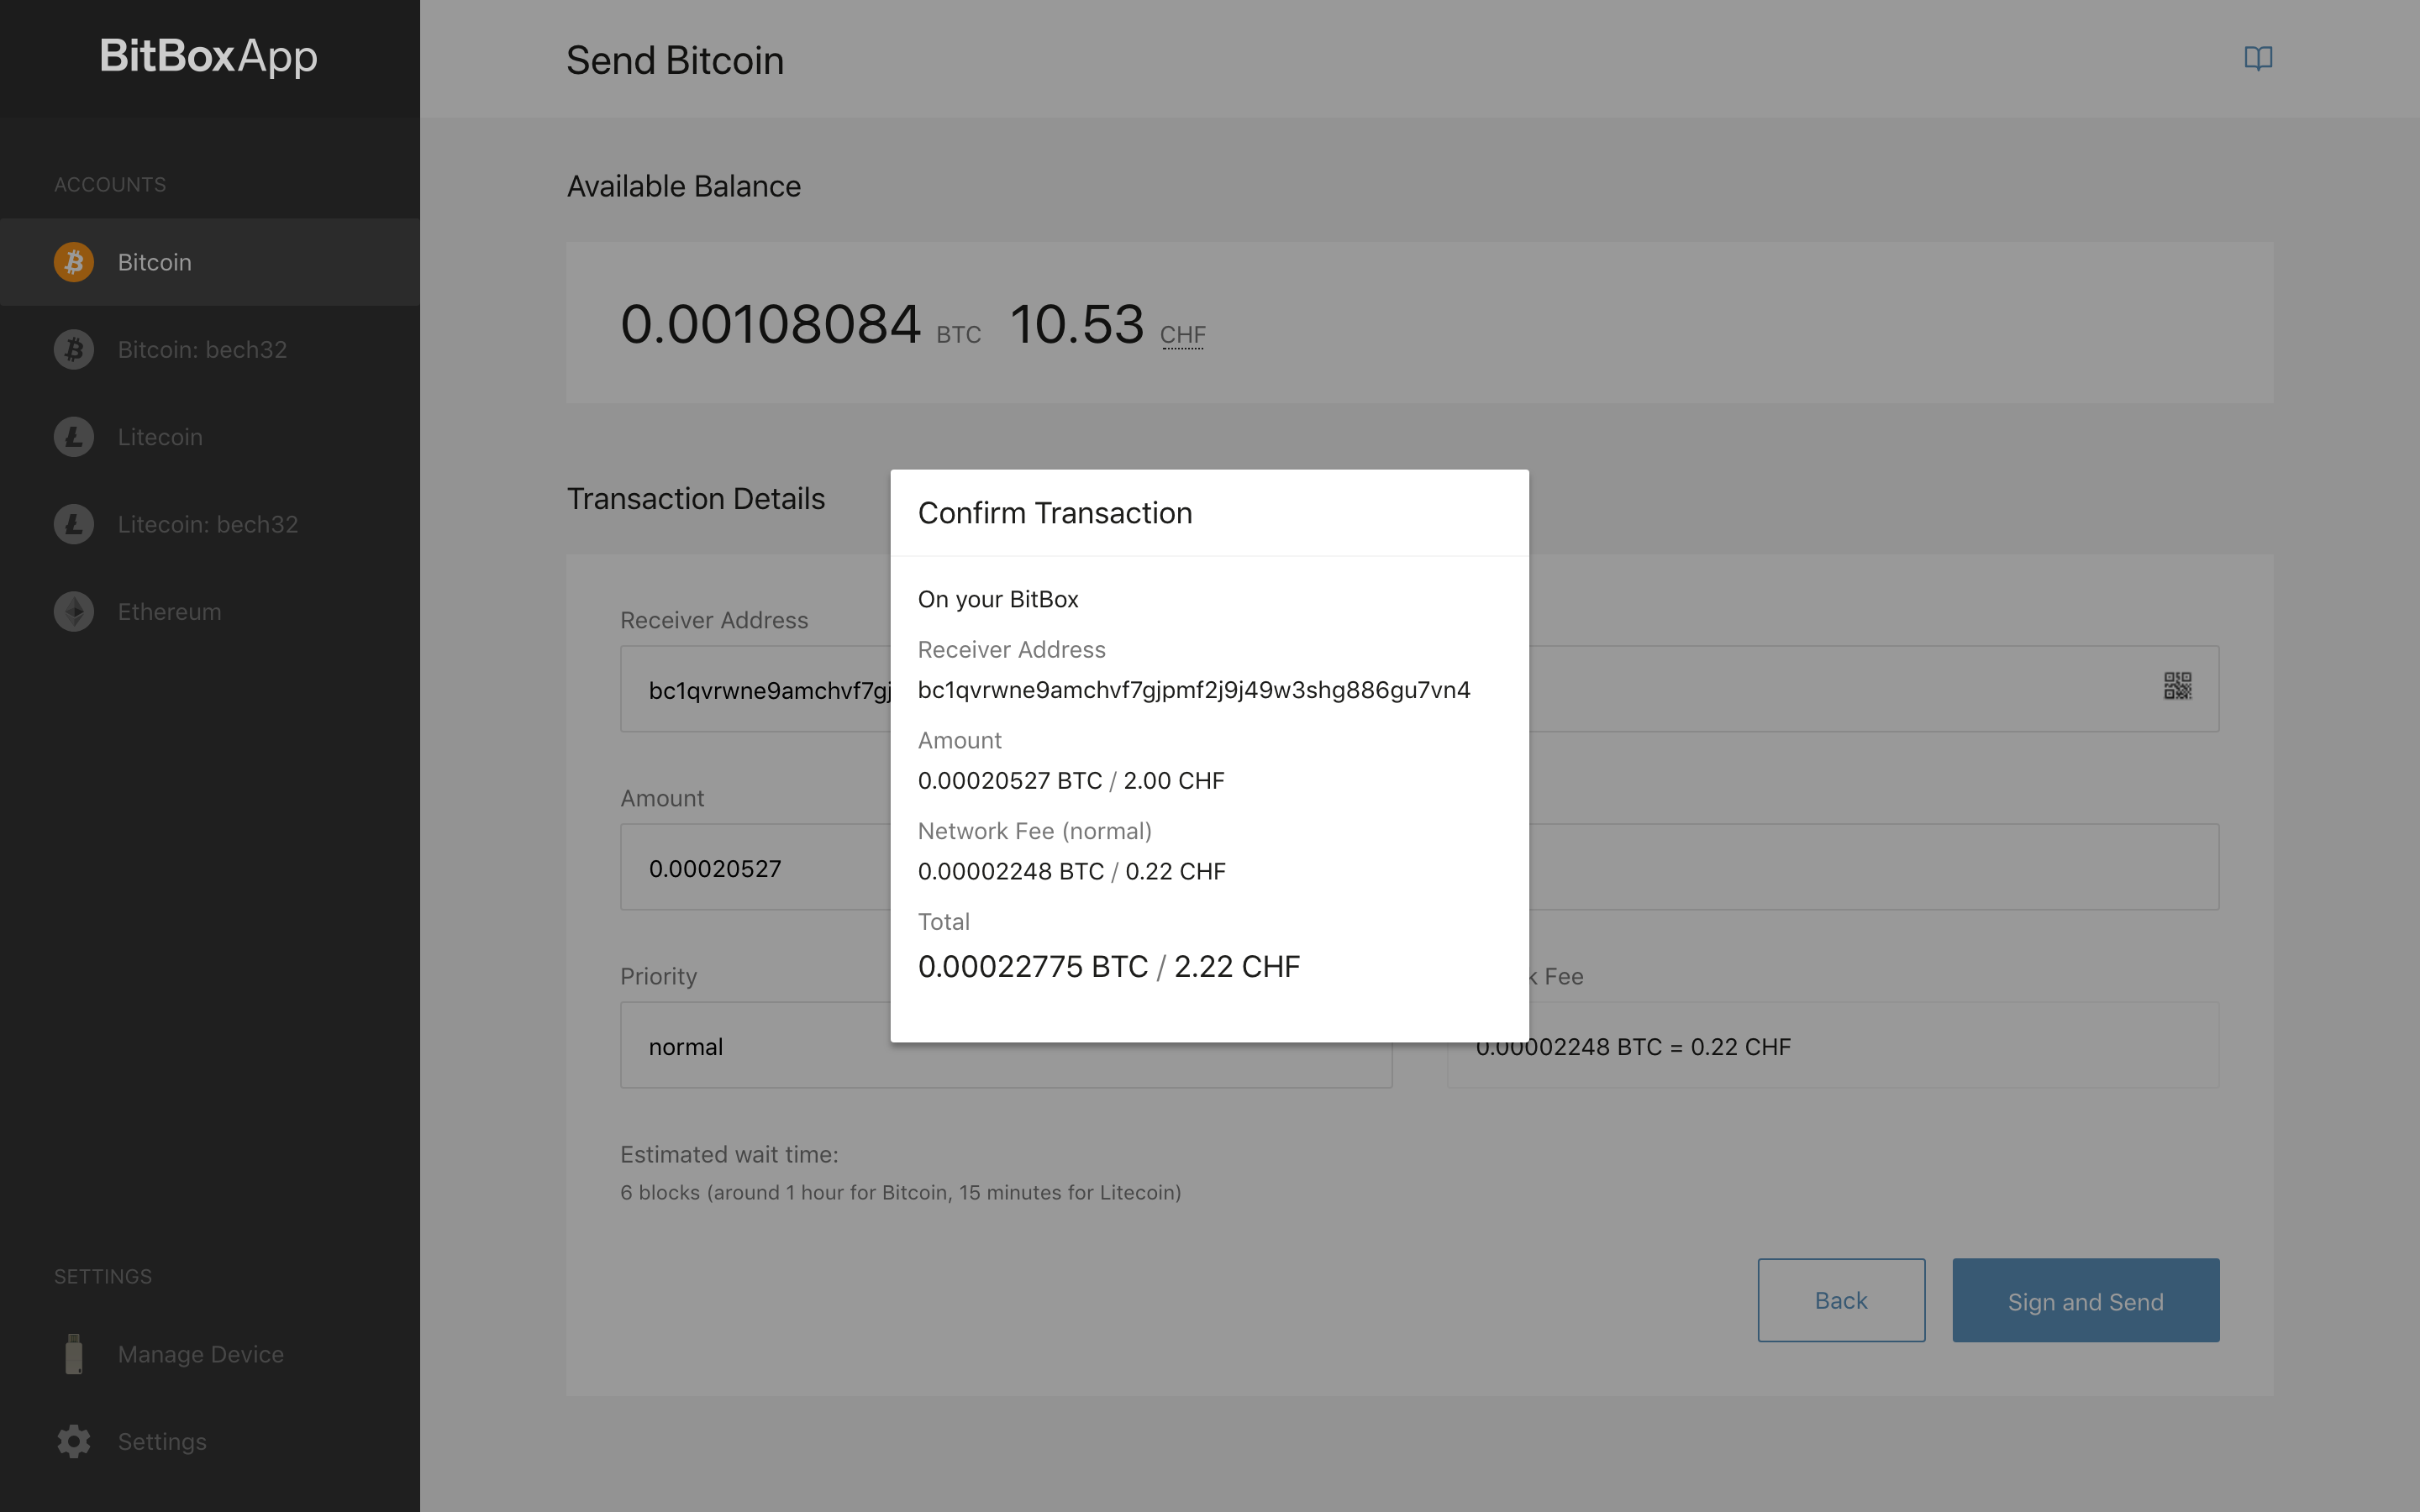 BitBoxApp
ACCOUNTS
Bitcoin
Bitcoin: bech32
Litecoin
Litecoin: bech32
Ethereum
SETTINGS
Manage Device
Settings
Send Bitcoin
Available Balance
0.00108084 BTC 10.53 CHF
Transaction Details
Receiver Address
bc1qvrwne9amchvf7gj
Amount
0.00020527
Priority
normal
k Fee
0.00002248 BTC = 0.22 CHF
Estimated wait time:
6 blocks (around 1 hour for Bitcoin, 15 minutes for Litecoin)
Back
Sign and Send
Confirm Transaction
On your BitBox
Receiver Address
bc1qvrwne9amchvf7gjpmf2j9j49w3shg886gu7vn4
Amount
0.00020527 BTC / 2.00 CHF
Network Fee (normal)
0.00002248 BTC / 0.22 CHF
Total
0.00022775 BTC / 2.22 CHF